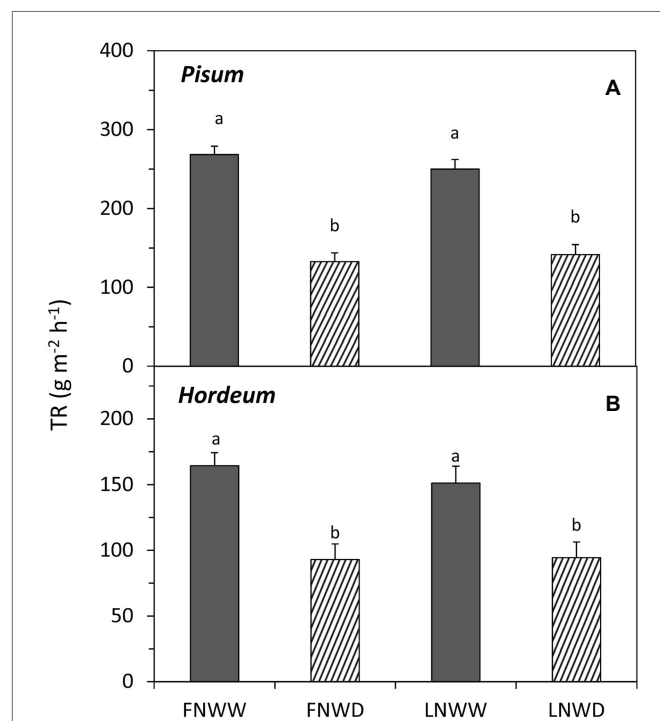 400
Pisum
A
a
a
300
b
b
200
100
0
TR (g m⁻² h⁻¹)
Hordeum
B
200
a
a
150
b
b
100
50
0
FNWW FNWD LNWW LNWD